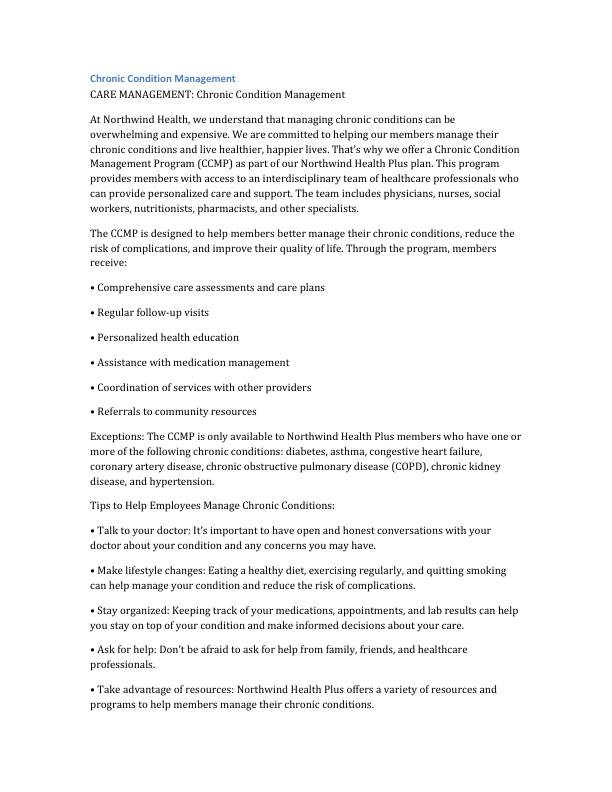 Chronic Condition Management
CARE MANAGEMENT: Chronic Condition Management
At Northwind Health, we understand that managing chronic conditions can be
overwhelming and expensive. We are committed to helping our members manage their
chronic conditions and live healthier, happier lives. That’s why we offer a Chronic Condition
Management Program (CCMP) as part of our Northwind Health Plus plan. This program
provides members with access to an interdisciplinary team of healthcare professionals who
can provide personalized care and support. The team includes physicians, nurses, social
workers, nutritionists, pharmacists, and other specialists.
The CCMP is designed to help members better manage their chronic conditions, reduce the
risk of complications, and improve their quality of life. Through the program, members
receive:
• Comprehensive care assessments and care plans
• Regular follow-up visits
• Personalized health education
• Assistance with medication management
• Coordination of services with other providers
• Referrals to community resources
Exceptions: The CCMP is only available to Northwind Health Plus members who have one or
more of the following chronic conditions: diabetes, asthma, congestive heart failure,
coronary artery disease, chronic obstructive pulmonary disease (COPD), chronic kidney
disease, and hypertension.
Tips to Help Employees Manage Chronic Conditions:
• Talk to your doctor: It’s important to have open and honest conversations with your
doctor about your condition and any concerns you may have.
• Make lifestyle changes: Eating a healthy diet, exercising regularly, and quitting smoking
can help manage your condition and reduce the risk of complications.
• Stay organized: Keeping track of your medications, appointments, and lab results can help
you stay on top of your condition and make informed decisions about your care.
• Ask for help: Don’t be afraid to ask for help from family, friends, and healthcare
professionals.
• Take advantage of resources: Northwind Health Plus offers a variety of resources and
programs to help members manage their chronic conditions.